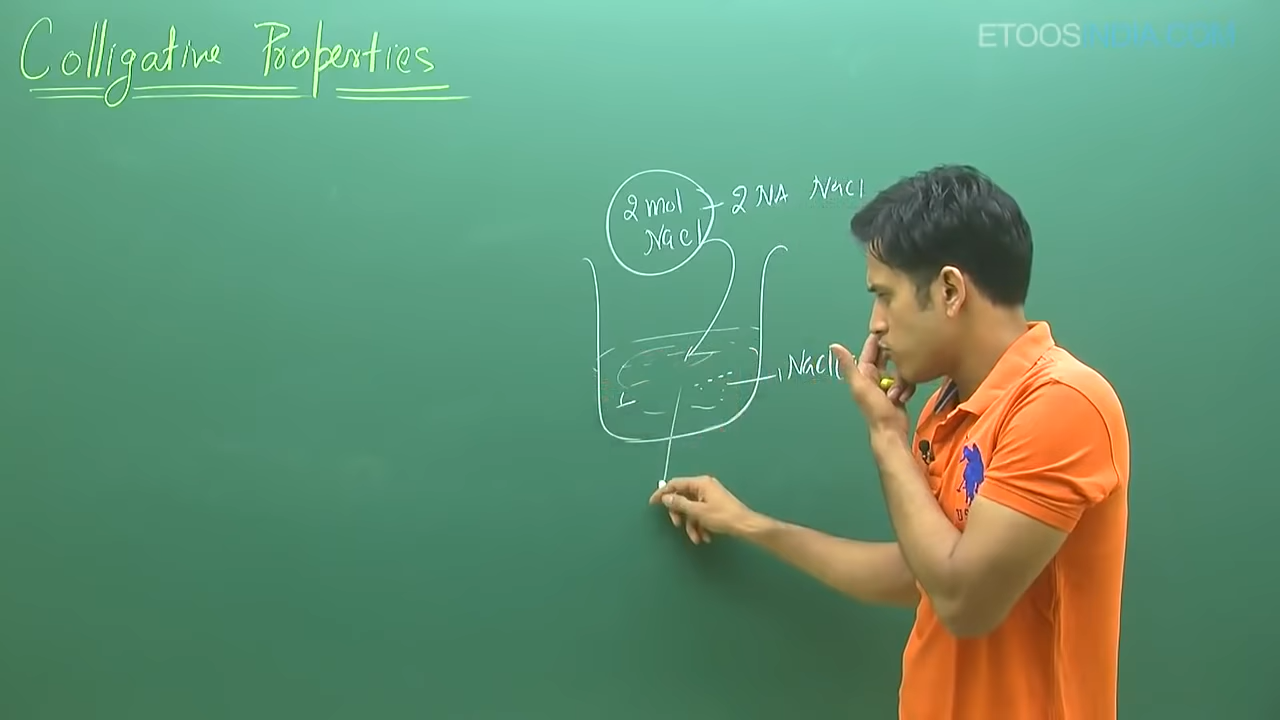 Colligative Properties
ETOOSINDIA.COM
2 mol
NaCl
2 NA NaCl
NaCl